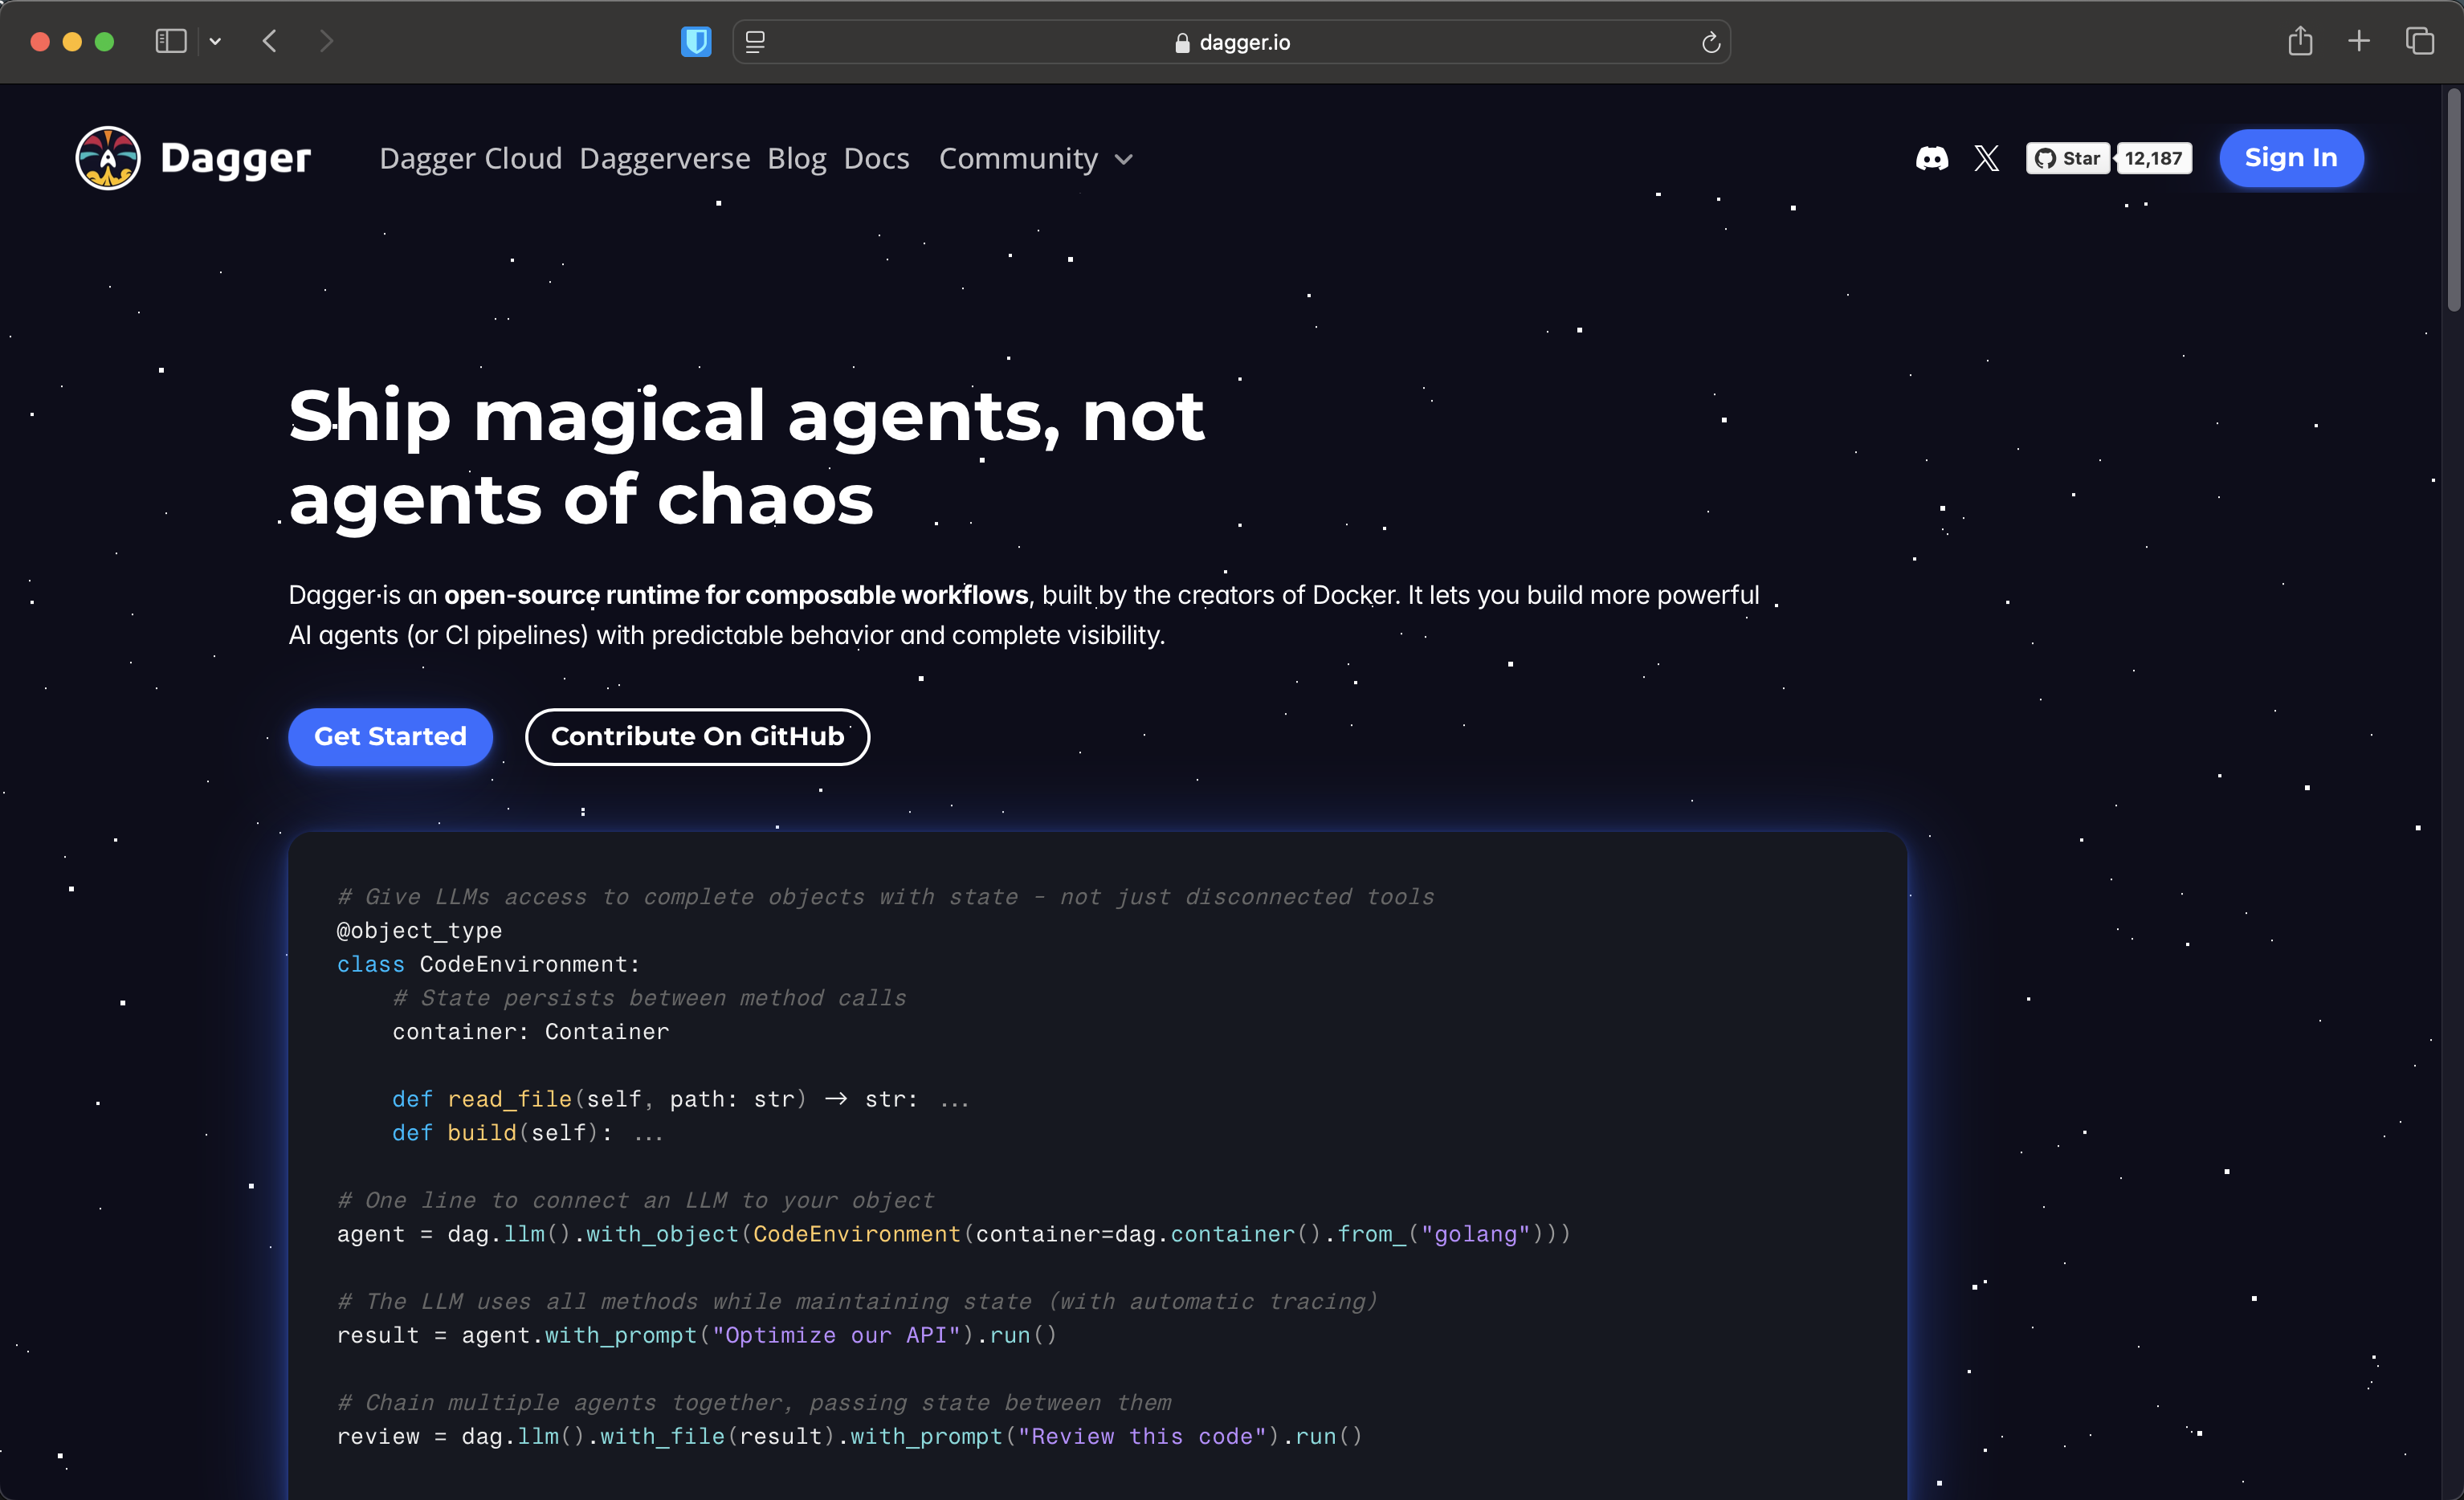 dagger.io
Dagger
Dagger Cloud Daggerverse Blog Docs Community
Star 12,187
Sign In
Ship magical agents, not
agents of chaos
Dagger is an open-source runtime for composable workflows, built by the creators of Docker. It lets you build more powerful
AI agents (or CI pipelines) with predictable behavior and complete visibility.
Get Started
Contribute On GitHub
# Give LLMs access to complete objects with state - not just disconnected tools
@object_type
class CodeEnvironment:
    # State persists between method calls
    container: Container
    def read_file(self, path: str) → str: ...
    def build(self): ...
# One line to connect an LLM to your object
agent = dag.llm().with_object(CodeEnvironment(container=dag.container().from_("golang")))
# The LLM uses all methods while maintaining state (with automatic tracing)
result = agent.with_prompt("Optimize our API").run()
# Chain multiple agents together, passing state between them
review = dag.llm().with_file(result).with_prompt("Review this code").run()